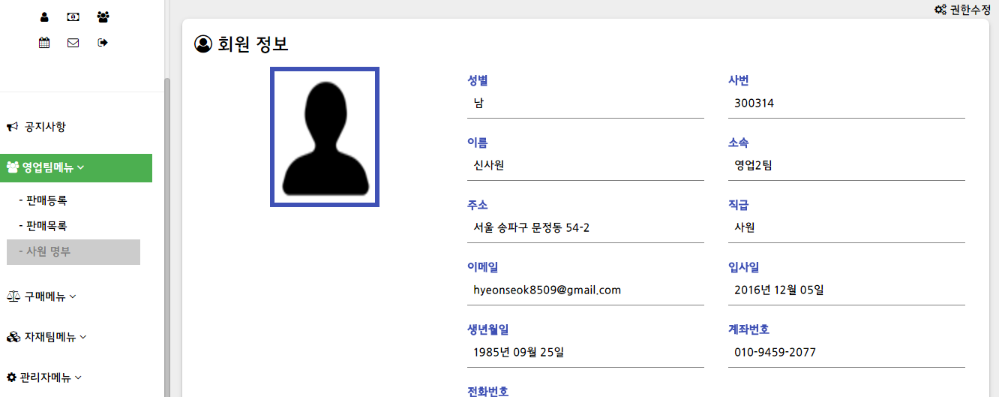 권한수정
공지사항
영업팀메뉴
- 판매등록
- 판매목록
- 사원 명부
구매메뉴
자재팀메뉴
관리자메뉴
회원 정보
성별
남
사번
300314
이름
신사원
소속
영업2팀
주소
서울 송파구 문정동 54-2
직급
사원
이메일
hyeonseok8509@gmail.com
입사일
2016년 12월 05일
생년월일
1985년 09월 25일
계좌번호
010-9459-2077
전화번호